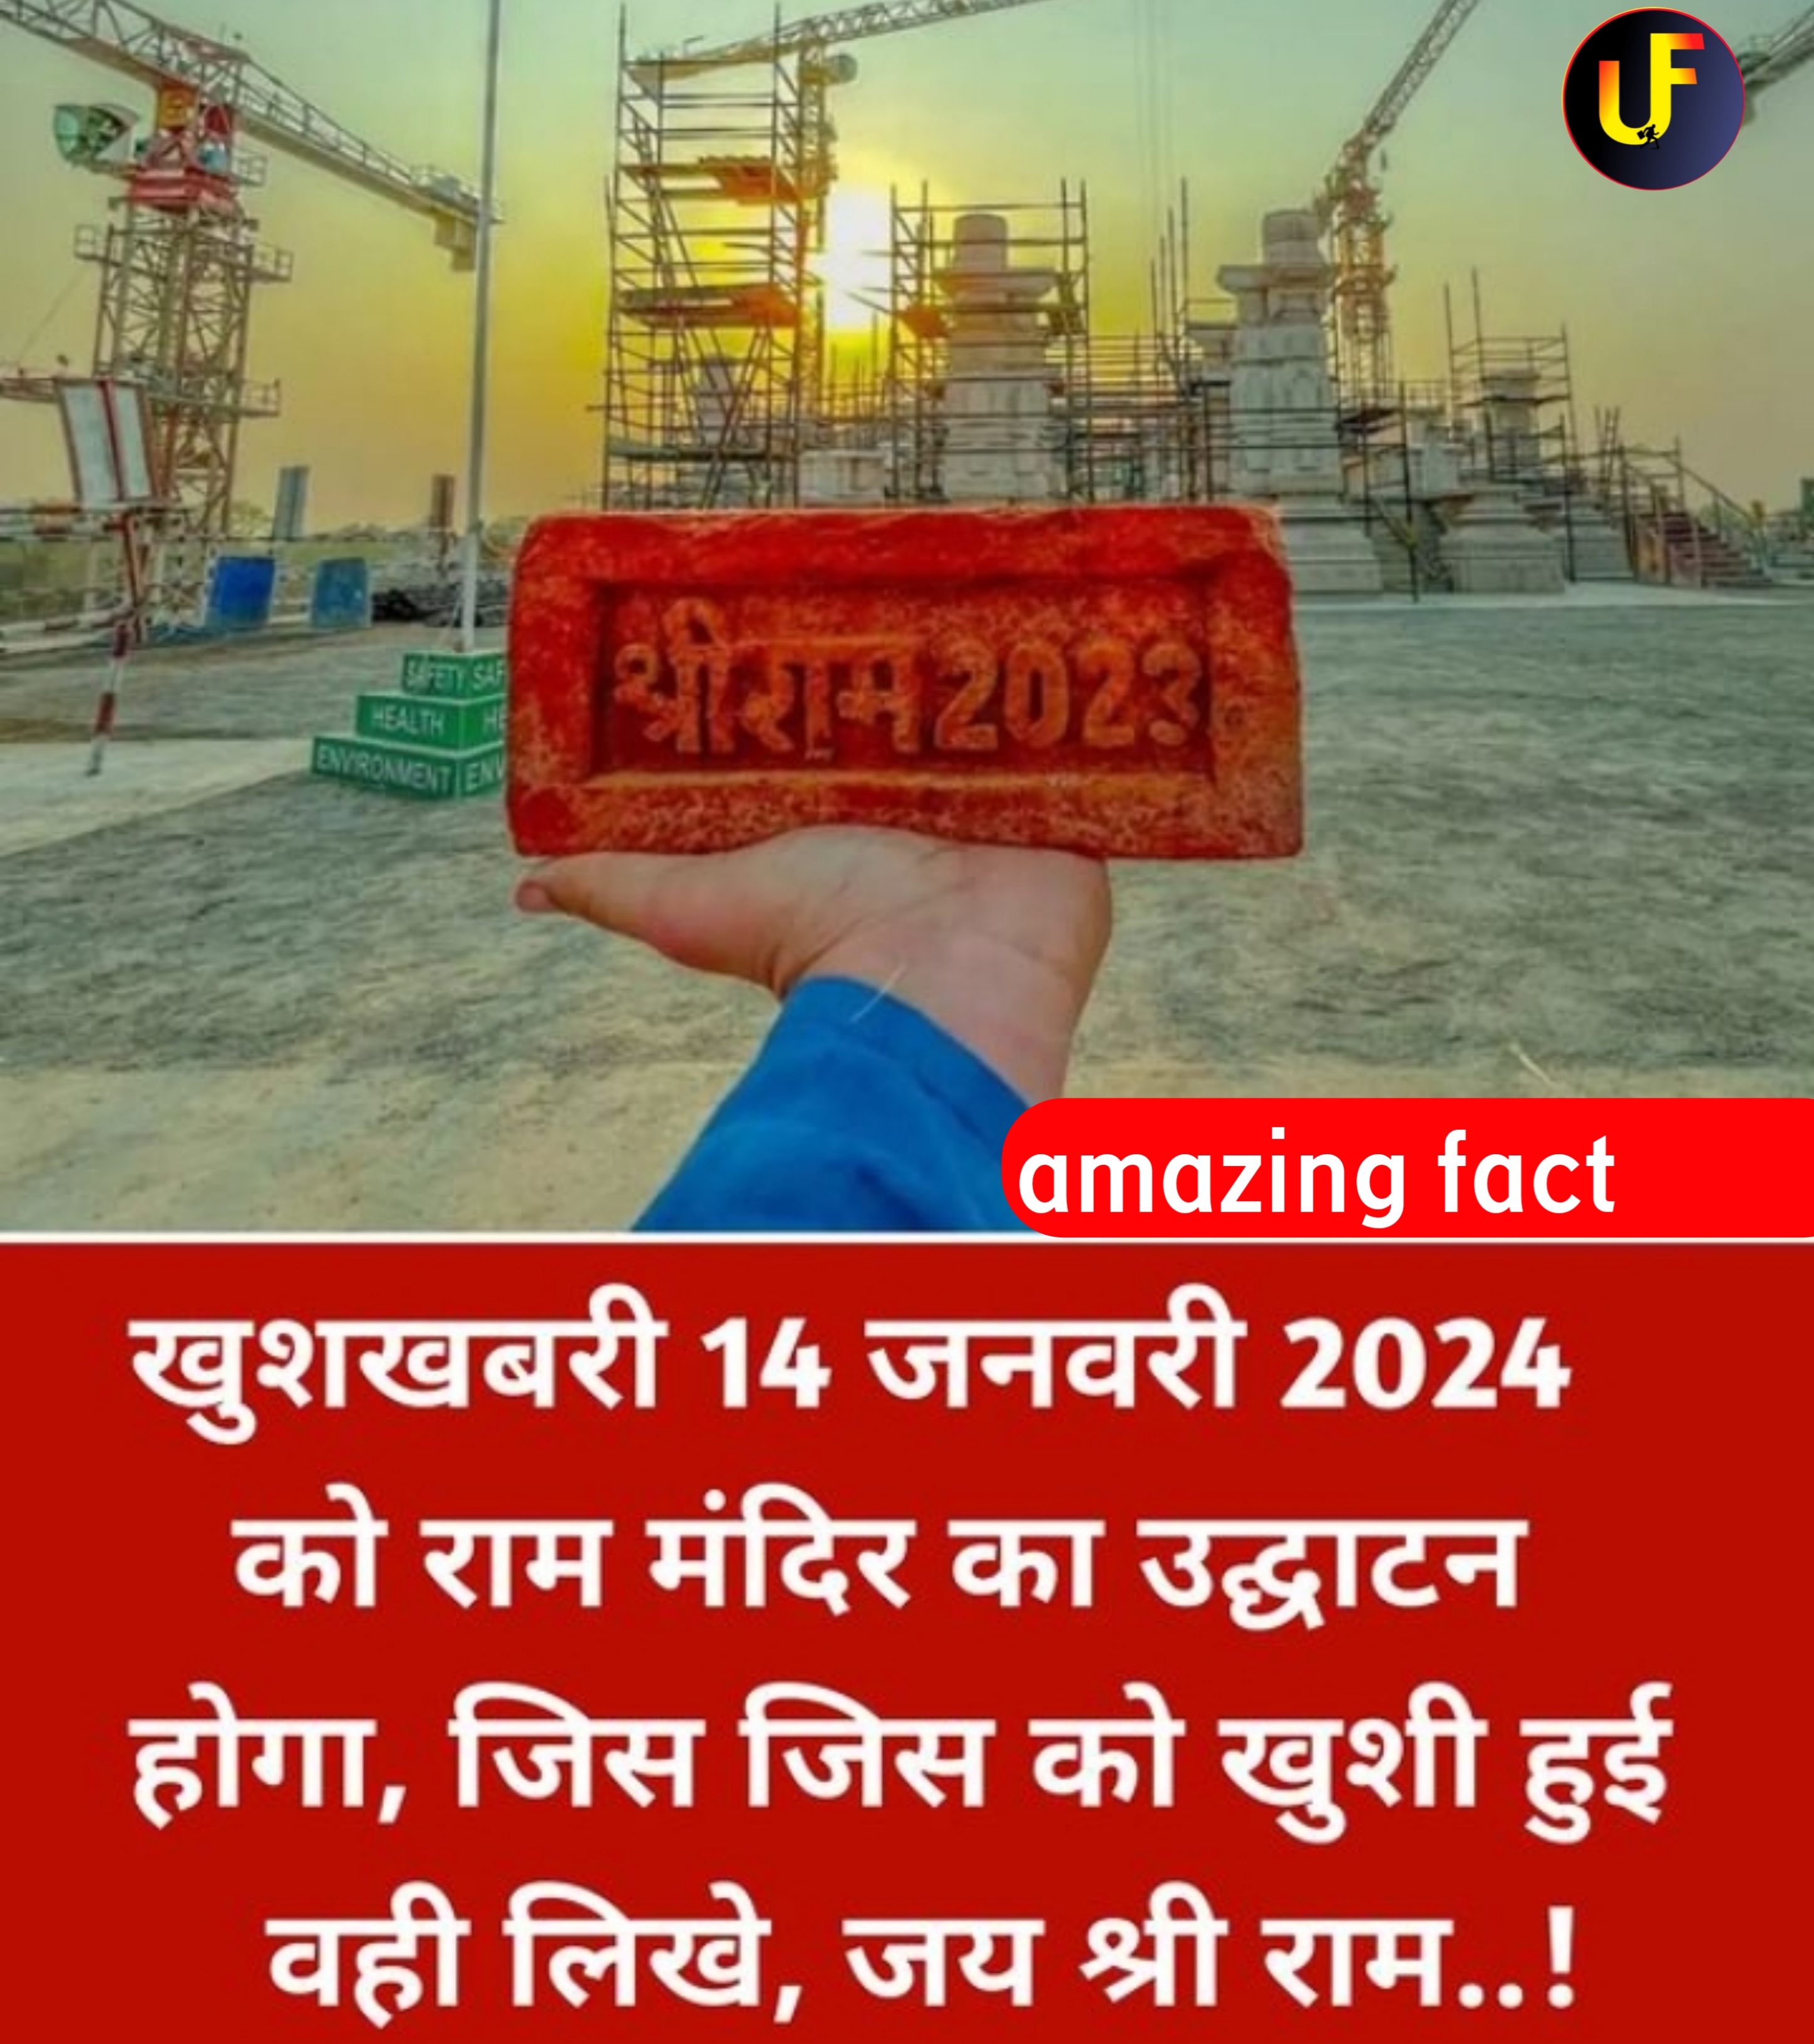 UF
श्री राम 2023
SAFETY SAF
HEALTH HE
ENVIRONMENT ENV
amazing fact
खुशखबरी 14 जनवरी 2024
को राम मंदिर का उद्घाटन
होगा, जिस जिस को खुशी हुई
वही लिखे, जय श्री राम..!